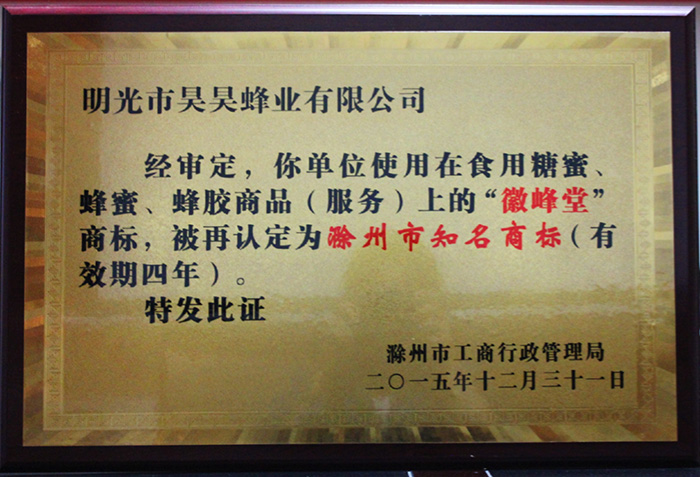 明光市昊昊蜂业有限公司
经审定，你单位使用在食用糖蜜、
蜂蜜、蜂胶商品（服务）上的“徽峰堂”
商标，被再认定为滁州市知名商标（有
效期四年）。
特发此证
滁州市工商行政管理局
二〇一五年十二月三十一日